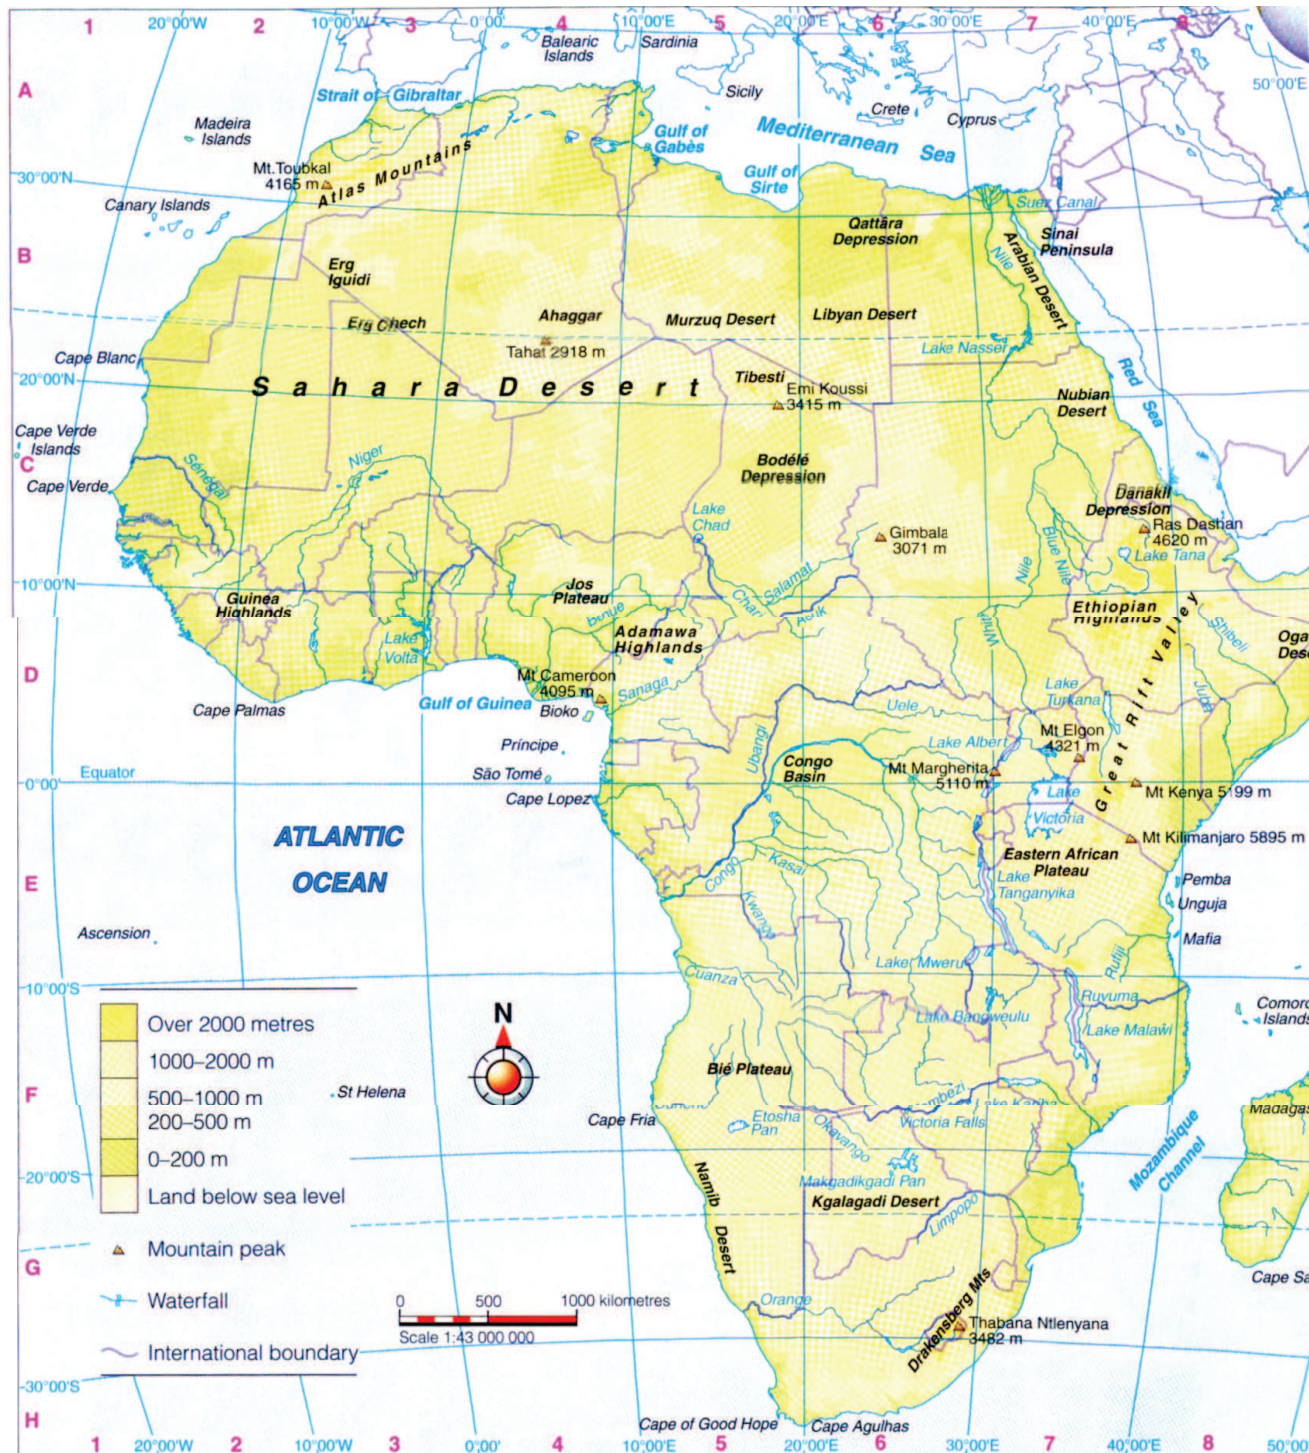 1
20°00'W
2
10°00'W
3
0°00'
4
10°00'E
5
20°00'E
6
30°00'E
7
40°00'E
8
50°00'E
Balearic
Islands
Sardinia
A
Strait of Gibraltar
Sicily
Crete
Cyprus
Madeira
Islands
Gulf of
Gabès
Mediterranean Sea
Mt.Toubkal
4165 m
Atlas Mountains
30°00'N
Gulf of
Sirte
Canary Islands
Suez Canal
Qattâra
Depression
Sinai
Peninsula
B
Erg
Iguidi
Nile
Arabian Desert
Erg Chech
Ahaggar
Murzuq Desert
Libyan Desert
Tahat 2918 m
Lake Nasser
Cape Blanc
Red Sea
20°00'N
Sahara Desert
Tibesti
Emi Koussi
3415 m
Nubian
Desert
Cape Verde
Islands
C
Niger
Sénégal
Bodélé
Depression
Cape Verde
Danakil
Depression
Lake
Chad
Gimbala
3071 m
Ras Dashan
4620 m
Blue Nile
Lake Tana
Nile
10°00'N
Guinea
Highlands
Jos
Plateau
Benue
Chari
Salamat
Ethiopian
Highlands
Great Rift Valley
Shibeli
White
Adamawa
Highlands
Lake
Volta
Oga
Dese
D
Mt Cameroon
4095 m
Sanaga
Lake
Turkana
Juba
Cape Palmas
Gulf of Guinea
Bioko
Uele
Ubangi
Lake Albert
Mt Elgon
4321 m
Príncipe
Congo
Basin
Mt Margherita
5110 m
0°00'
Equator
São Tomé
Lake
Victoria
Mt Kenya 5199 m
Cape Lopez
ATLANTIC
OCEAN
Mt Kilimanjaro 5895 m
Eastern African
Plateau
E
Congo
Kasai
Lake
Tanganyika
Pemba
Unguja
Kwango
Ascension
Mafia
Lake Mweru
Rufiji
Cuanza
10°00'S
Ruvuma
Lake Bangweulu
Comoro
Islands
Lake Malawi
Over 2000 metres
1000–2000 m
500–1000 m
200–500 m
0–200 m
Land below sea level
Mountain peak
Waterfall
International boundary
N
F
St Helena
Bié Plateau
Lake Kariba
Cape Fria
Etosha
Pan
Okavango
Victoria Falls
Madagas
Mozambique
Channel
20°00'S
Makgadikgadi Pan
Namib Desert
Kgalagadi Desert
Limpopo
G
Cape Sa
Orange
0 500 1000 kilometres
Scale 1:43 000 000
Drakensberg Mts
Thabana Ntlenyana
3482 m
30°00'S
H
Cape of Good Hope
Cape Agulhas
1
20°00'W
2
10°00'W
3
0°00'
4
10°00'E
5
20°00'E
6
30°00'E
7
40°00'E
8
50°00'